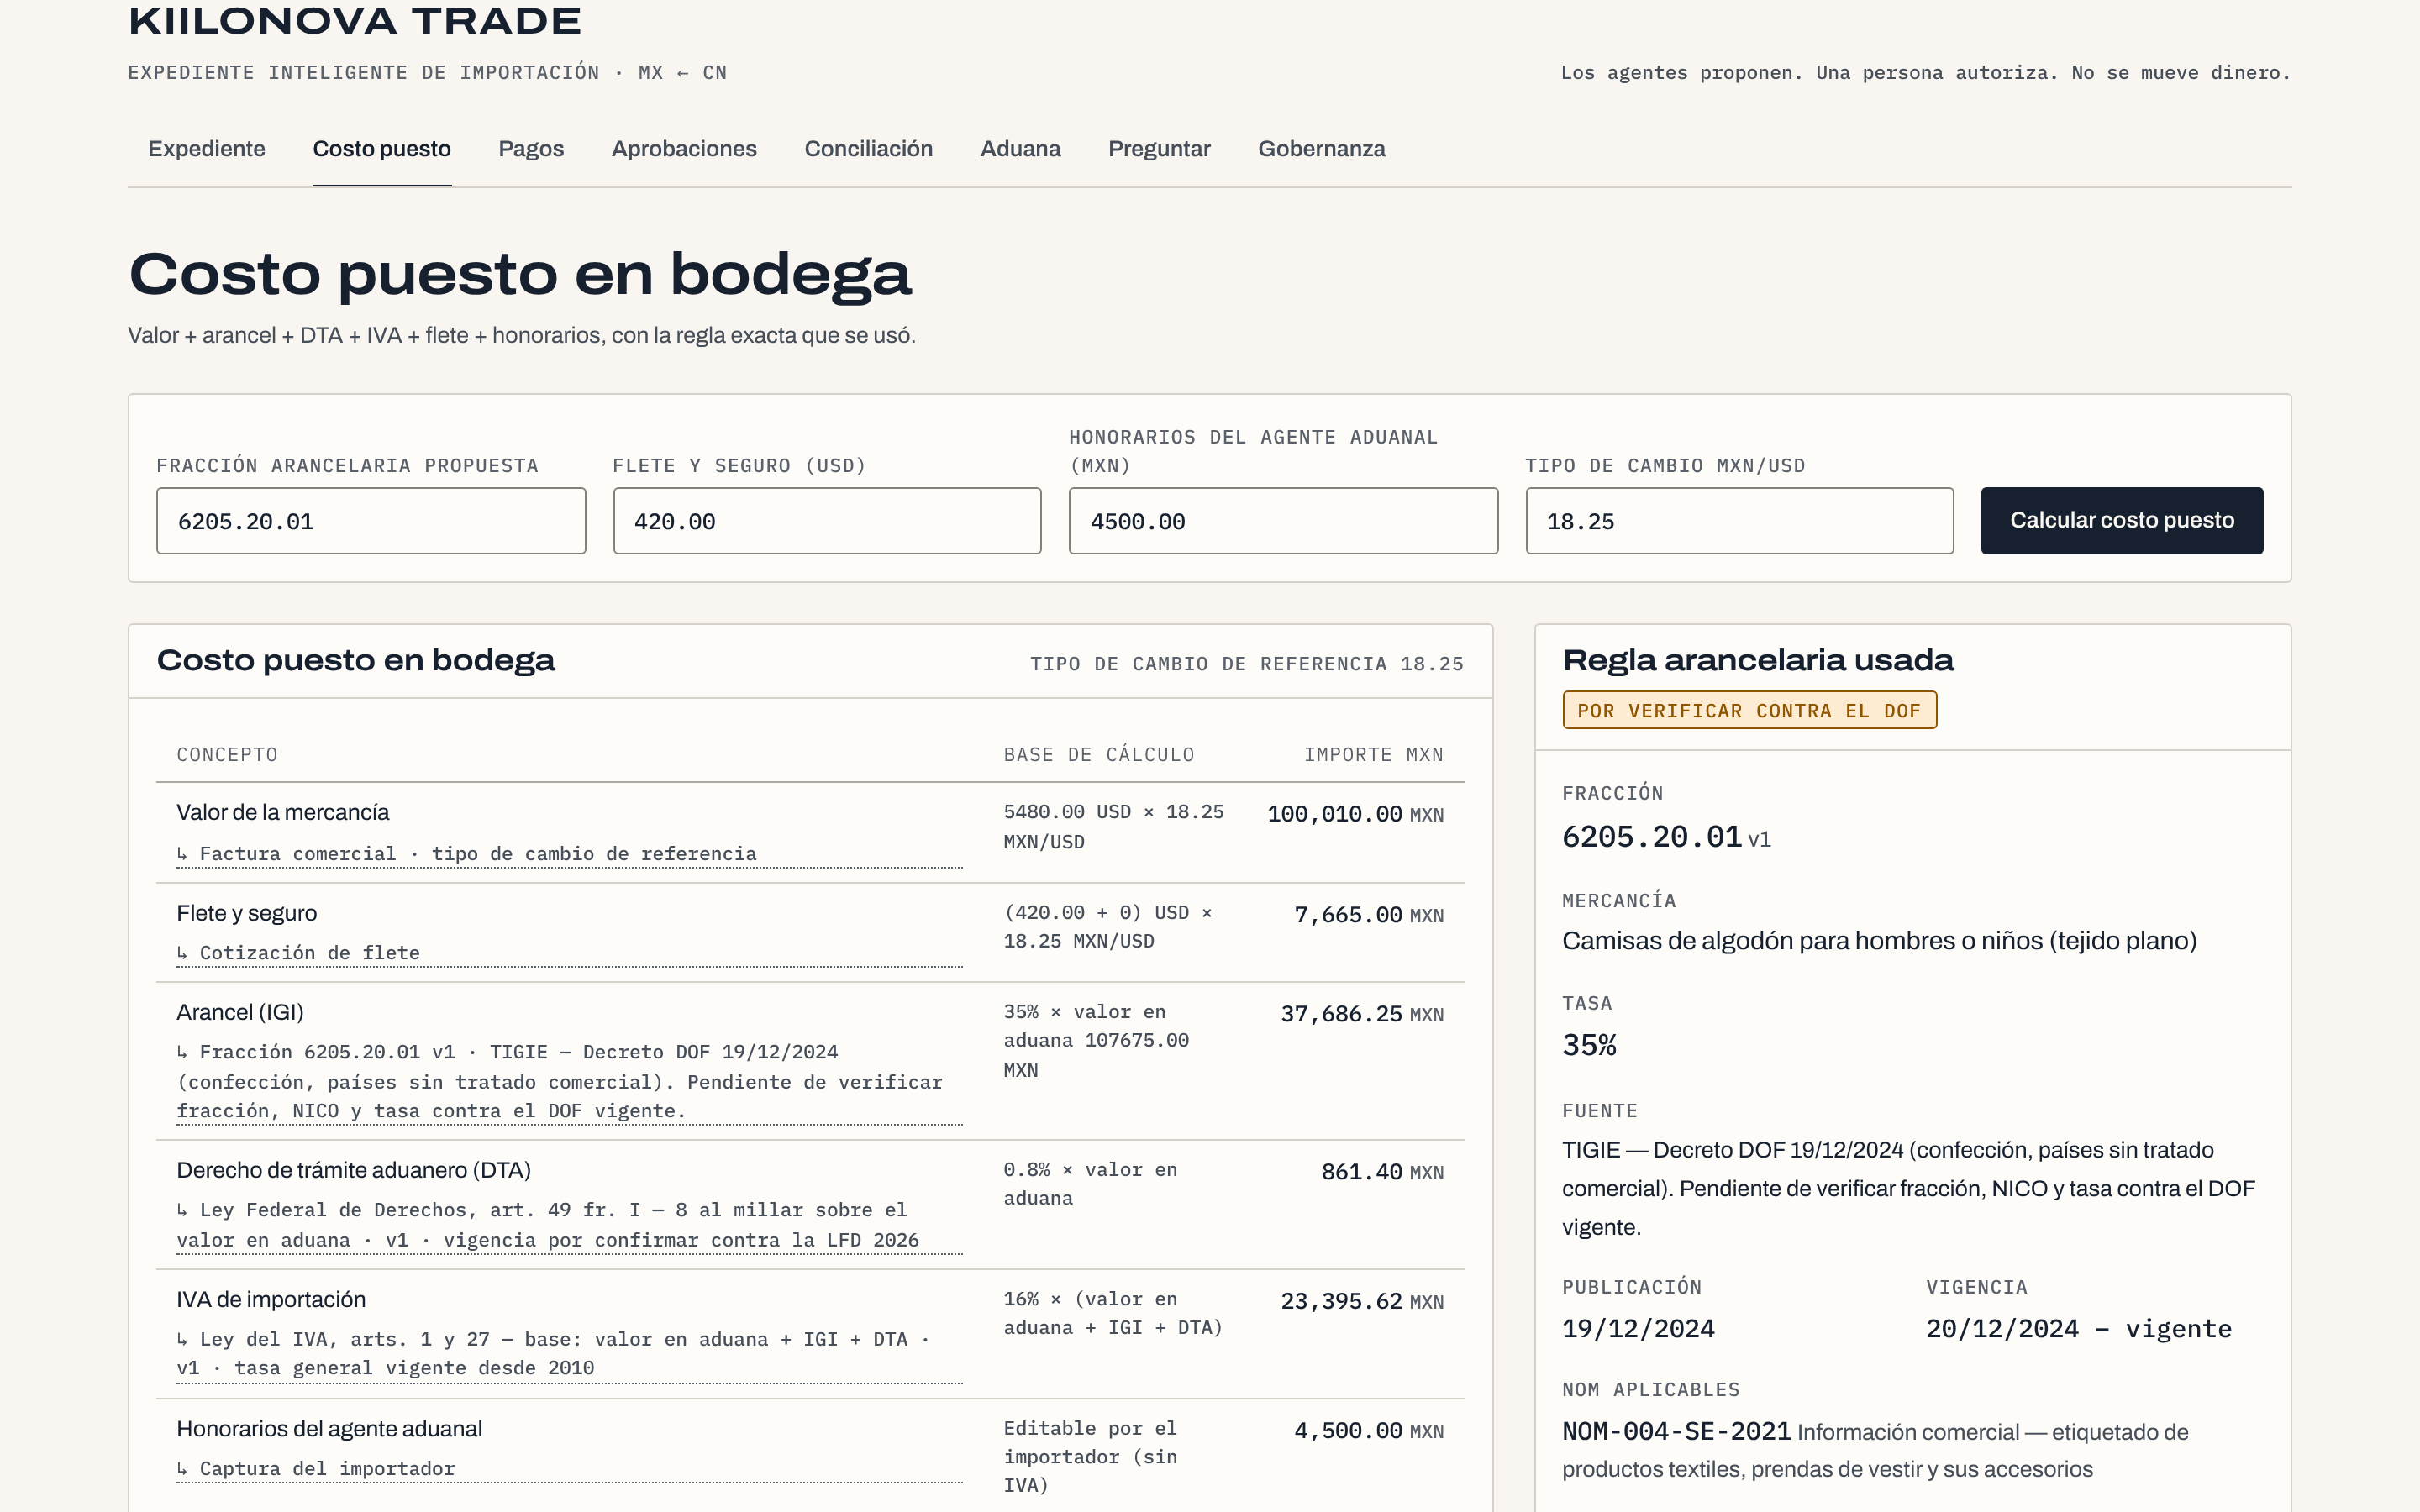 KIILONOVA TRADE
EXPEDIENTE INTELIGENTE DE IMPORTACIÓN · MX ← CN
Los agentes proponen. Una persona autoriza. No se mueve dinero.
Expediente
Costo puesto
Pagos
Aprobaciones
Conciliación
Aduana
Preguntar
Gobernanza
Costo puesto en bodega
Valor + arancel + DTA + IVA + flete + honorarios, con la regla exacta que se usó.
FRACCIÓN ARANCELARIA PROPUESTA
6205.20.01
FLETE Y SEGURO (USD)
420.00
HONORARIOS DEL AGENTE ADUANAL
(MXN)
4500.00
TIPO DE CAMBIO MXN/USD
18.25
Calcular costo puesto
Costo puesto en bodega
TIPO DE CAMBIO DE REFERENCIA 18.25
CONCEPTO
BASE DE CÁLCULO
IMPORTE MXN
Valor de la mercancía
↳ Factura comercial · tipo de cambio de referencia
5480.00 USD × 18.25
MXN/USD
100,010.00 MXN
Flete y seguro
↳ Cotización de flete
(420.00 + 0) USD ×
18.25 MXN/USD
7,665.00 MXN
Arancel (IGI)
↳ Fracción 6205.20.01 v1 · TIGIE — Decreto DOF 19/12/2024
(confección, países sin tratado comercial). Pendiente de verificar
fracción, NICO y tasa contra el DOF vigente.
35% × valor en
aduana 107675.00
MXN
37,686.25 MXN
Derecho de trámite aduanero (DTA)
↳ Ley Federal de Derechos, art. 49 fr. I — 8 al millar sobre el
valor en aduana · v1 · vigencia por confirmar contra la LFD 2026
0.8% × valor en
aduana
861.40 MXN
IVA de importación
↳ Ley del IVA, arts. 1 y 27 — base: valor en aduana + IGI + DTA ·
v1 · tasa general vigente desde 2010
16% × (valor en
aduana + IGI + DTA)
23,395.62 MXN
Honorarios del agente aduanal
↳ Captura del importador
Editable por el
importador (sin
IVA)
4,500.00 MXN
Regla arancelaria usada
POR VERIFICAR CONTRA EL DOF
FRACCIÓN
6205.20.01 v1
MERCANCÍA
Camisas de algodón para hombres o niños (tejido plano)
TASA
35%
FUENTE
TIGIE — Decreto DOF 19/12/2024 (confección, países sin tratado
comercial). Pendiente de verificar fracción, NICO y tasa contra el DOF
vigente.
PUBLICACIÓN
19/12/2024
VIGENCIA
20/12/2024 – vigente
NOM APLICABLES
NOM-004-SE-2021 Información comercial — etiquetado de
productos textiles, prendas de vestir y sus accesorios